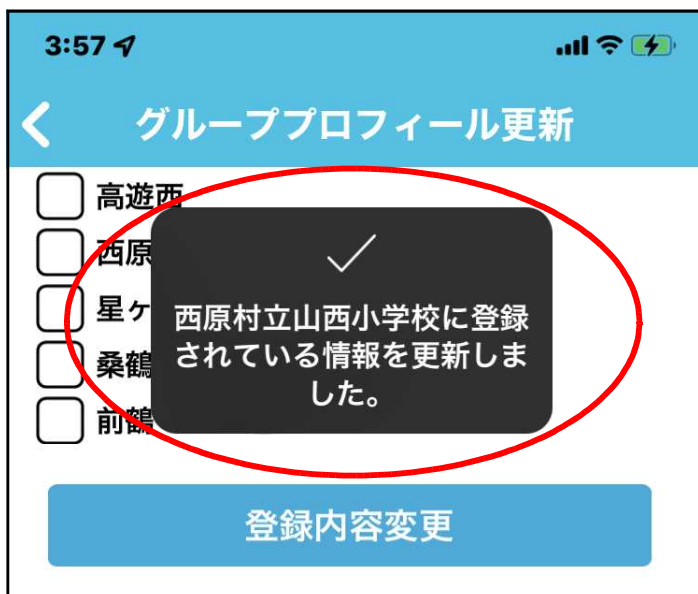 3:57
グループプロフィール更新
高遊西
西原
星ヶ
桑鶴
前鶴
西原村立山西小学校に登録
されている情報を更新しま
した。
登録内容変更